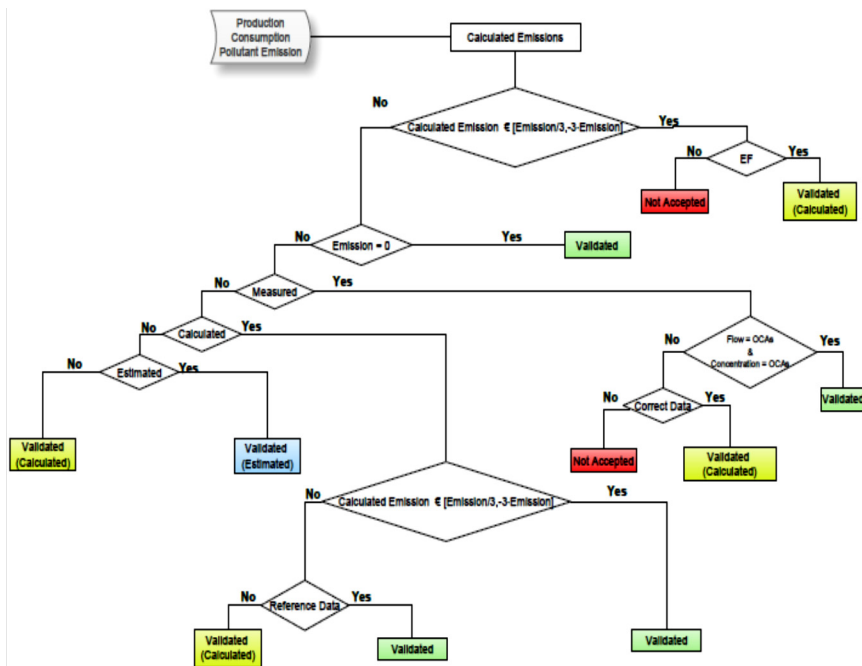 Production
Consumption
Pollutant Emission
Calculated Emissions
No
Calculated Emission € [Emission/3,-3-Emission]
Yes
No
EF
Yes
Not Accepted
Validated
(Calculated)
No
Emission = 0
Yes
Validated
No
Measured
Yes
No
Calculated
Yes
No
Flow = OCAs
&
Concentration = OCAs
Yes
No
Estimated
Yes
Validated
No
Correct Data
Yes
Validated
(Calculated)
Validated
(Estimated)
Not Accepted
Validated
(Calculated)
No
Calculated Emission € [Emission/3,-3-Emission]
Yes
No
Reference Data
Yes
Validated
(Calculated)
Validated
Validated